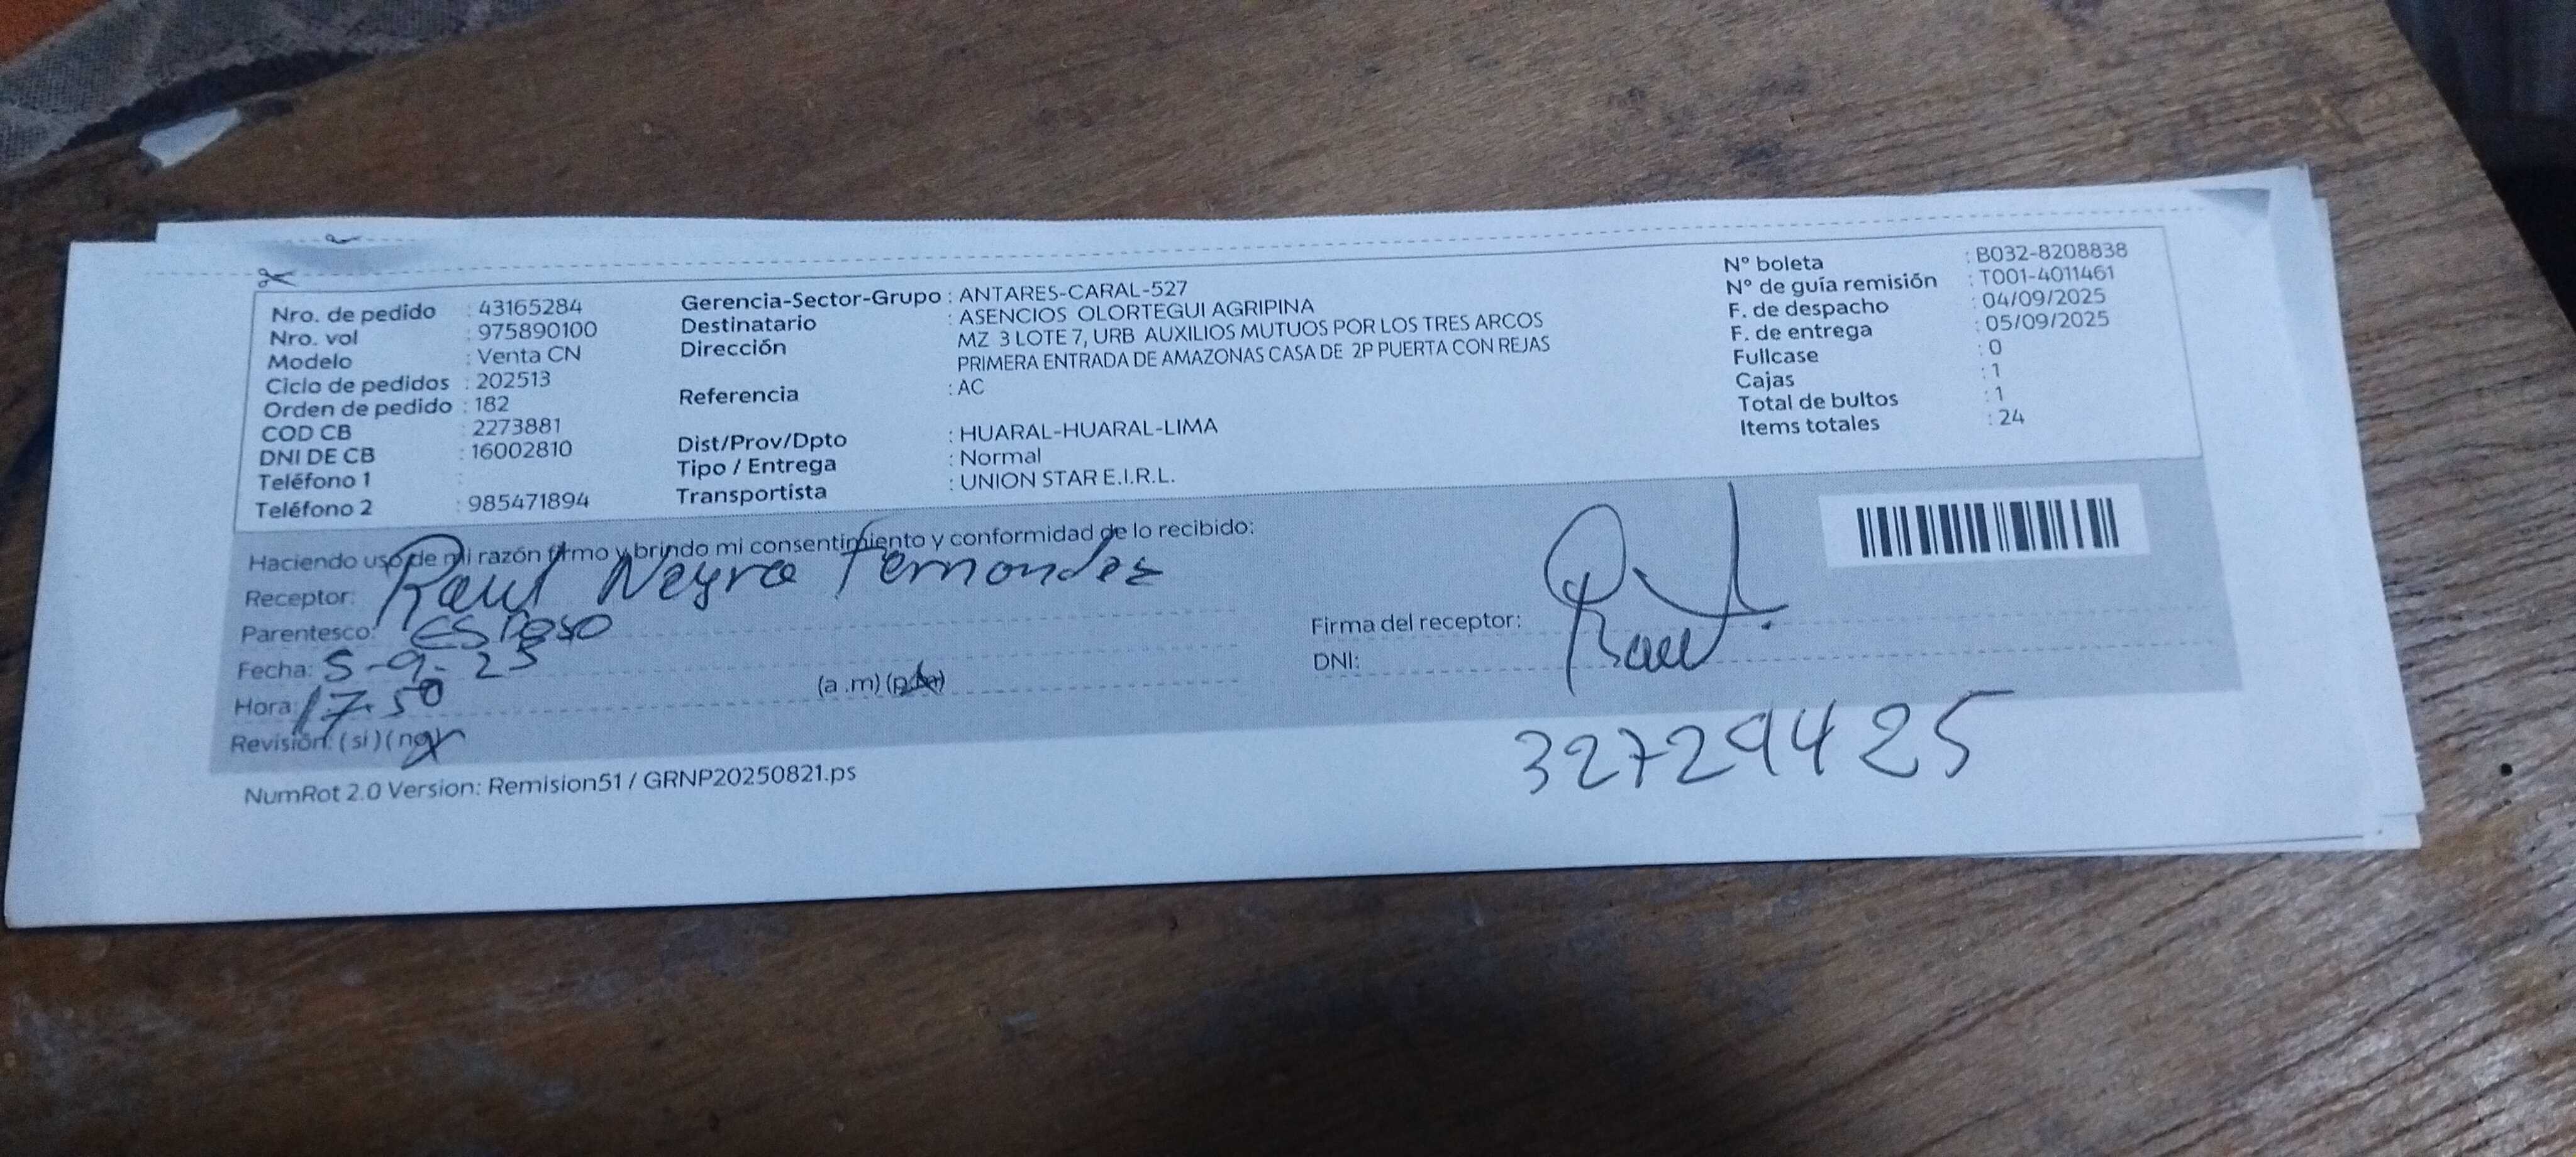 Nro. de pedido : 43165284
Nro. vol : 975890100
Modelo : Venta CN
Ciclo de pedidos : 202513
Orden de pedido : 182
COD CB : 2273881
DNI DE CB : 16002810
Teléfono 1 :
Teléfono 2 : 985471894
Gerencia-Sector-Grupo : ANTARES-CARAL-527
Destinatario : ASENCIOS OLORTEGUI AGRIPINA
Dirección MZ 3 LOTE 7, URB AUXILIOS MUTUOS POR LOS TRES ARCOS
PRIMERA ENTRADA DE AMAZONAS CASA DE 2P PUERTA CON REJAS
Referencia : AC
Dist/Prov/Dpto : HUARAL-HUARAL-LIMA
Tipo / Entrega : Normal
Transportista : UNION STAR E.I.R.L.
N° boleta : B032-8208838
N° de guía remisión : T001-4011461
F. de despacho : 04/09/2025
F. de entrega : 05/09/2025
Fullcase : 0
Cajas : 1
Total de bultos : 1
Items totales : 24
Haciendo uso de mi razón firmo y brindo mi consentimiento y conformidad de lo recibido:
Receptor: Raul Neyra Fernandez
Parentesco: Esposo
Fecha: 5-9-25
Hora: 17.50 (a .m) (p.m)
Revisión: (si) (no)
Firma del receptor: Raul
DNI: 32729425
NumRot 2.0 Version: Remision51 / GRNP20250821.ps